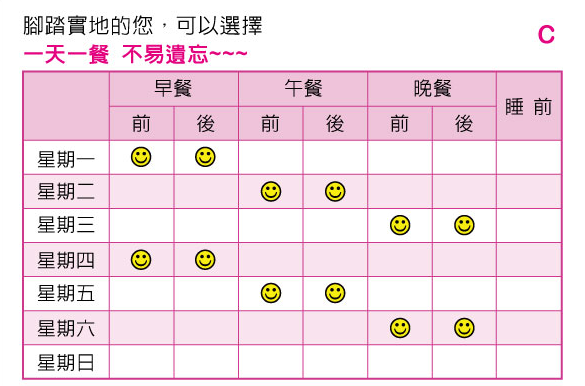 腳踏實地的您，可以選擇
一天一餐 不易遺忘~~~
C
早餐 午餐 晚餐 睡 前
前 後 前 後 前 後
星期一
星期二
星期三
星期四
星期五
星期六
星期日